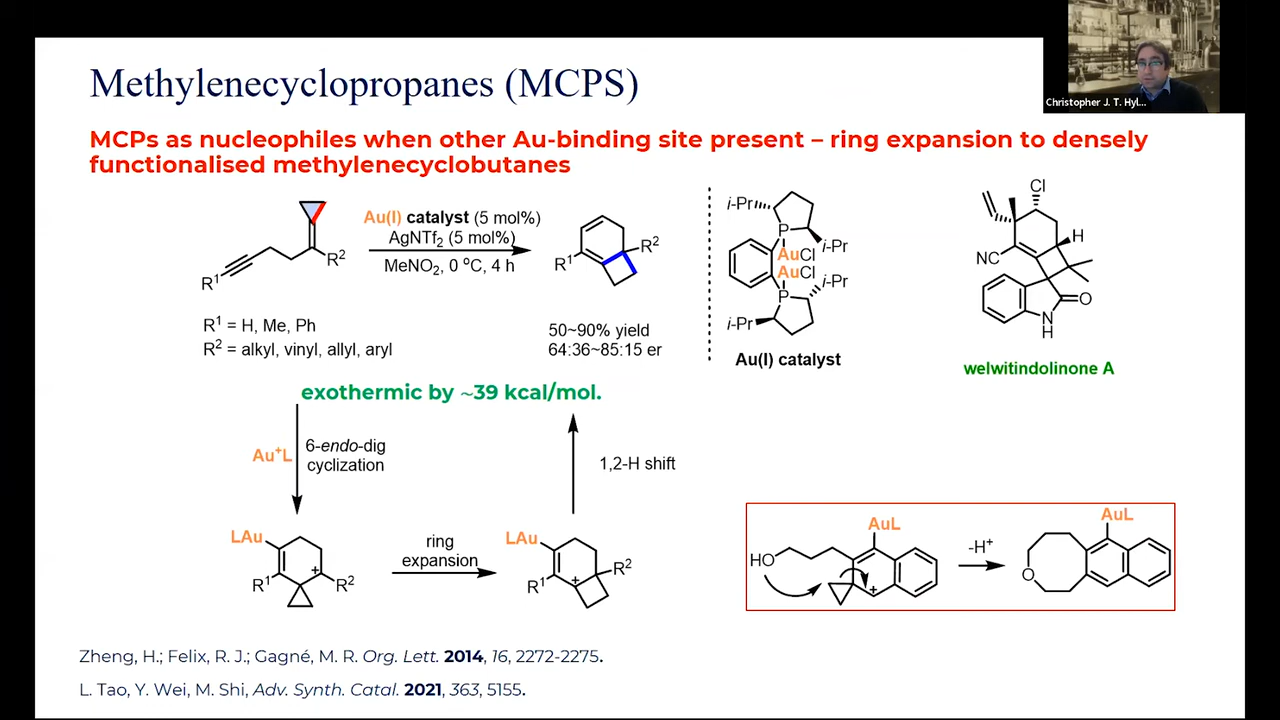 Methylenecyclopropanes (MCPS)
Christopher J. T. Hyl...
MCPs as nucleophiles when other Au-binding site present – ring expansion to densely
functionalised methylenecyclobutanes
Au(I) catalyst (5 mol%)
AgNTf₂ (5 mol%)
MeNO₂, 0 ºC, 4 h
R¹
R²
R¹
R²
R¹ = H, Me, Ph
R² = alkyl, vinyl, allyl, aryl
50~90% yield
64:36~85:15 er
i-Pr
P
i-Pr
AuCl
AuCl
P
i-Pr
i-Pr
Au(I) catalyst
Cl
H
NC
O
N
H
welwitindolinone A
exothermic by ~39 kcal/mol.
Au⁺L
6-endo-dig
cyclization
1,2-H shift
LAu
R¹
+
R²
ring
expansion
LAu
R¹
+
R²
AuL
HO
+
-H⁺
AuL
O
Zheng, H.; Felix, R. J.; Gagné, M. R. Org. Lett. 2014, 16, 2272-2275.
L. Tao, Y. Wei, M. Shi, Adv. Synth. Catal. 2021, 363, 5155.